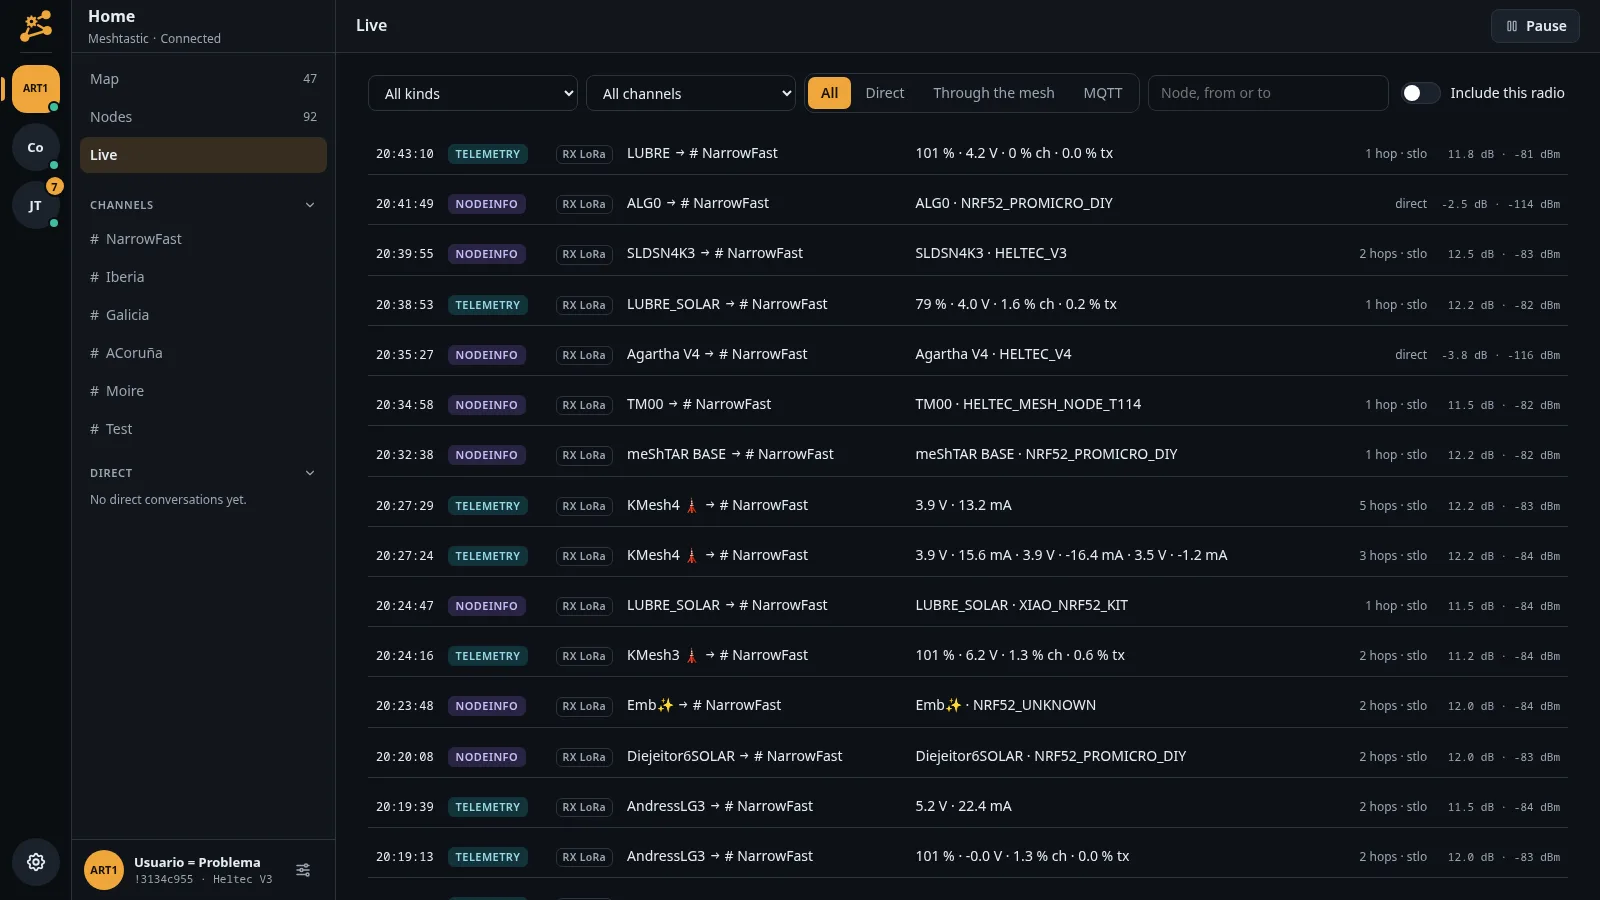 Home
Meshtastic · Connected
Live
Pause
ART1
Co
7
JT
Map 47
Nodes 92
Live
CHANNELS
# NarrowFast
# Iberia
# Galicia
# ACoruña
# Moire
# Test
DIRECT
No direct conversations yet.
ART1
Usuario = Problema
!3134c955 · Heltec V3
All kinds All channels All Direct Through the mesh MQTT Node, from or to Include this radio
20:43:10 TELEMETRY RX LoRa LUBRE → # NarrowFast 101 % · 4.2 V · 0 % ch · 0.0 % tx 1 hop · stlo 11.8 dB · -81 dBm
20:41:49 NODEINFO RX LoRa ALG0 → # NarrowFast ALG0 · NRF52_PROMICRO_DIY direct -2.5 dB · -114 dBm
20:39:55 NODEINFO RX LoRa SLDSN4K3 → # NarrowFast SLDSN4K3 · HELTEC_V3 2 hops · stlo 12.5 dB · -83 dBm
20:38:53 TELEMETRY RX LoRa LUBRE_SOLAR → # NarrowFast 79 % · 4.0 V · 1.6 % ch · 0.2 % tx 1 hop · stlo 12.2 dB · -82 dBm
20:35:27 NODEINFO RX LoRa Agartha V4 → # NarrowFast Agartha V4 · HELTEC_V4 direct -3.8 dB · -116 dBm
20:34:58 NODEINFO RX LoRa TM00 → # NarrowFast TM00 · HELTEC_MESH_NODE_T114 1 hop · stlo 11.5 dB · -82 dBm
20:32:38 NODEINFO RX LoRa meShTAR BASE → # NarrowFast meShTAR BASE · NRF52_PROMICRO_DIY 1 hop · stlo 12.2 dB · -82 dBm
20:27:29 TELEMETRY RX LoRa KMesh4 🗼 → # NarrowFast 3.9 V · 13.2 mA 5 hops · stlo 12.2 dB · -83 dBm
20:27:24 TELEMETRY RX LoRa KMesh4 🗼 → # NarrowFast 3.9 V · 15.6 mA · 3.9 V · -16.4 mA · 3.5 V · -1.2 mA 3 hops · stlo 12.2 dB · -84 dBm
20:24:47 NODEINFO RX LoRa LUBRE_SOLAR → # NarrowFast LUBRE_SOLAR · XIAO_NRF52_KIT 1 hop · stlo 11.5 dB · -84 dBm
20:24:16 TELEMETRY RX LoRa KMesh3 🗼 → # NarrowFast 101 % · 6.2 V · 1.3 % ch · 0.6 % tx 2 hops · stlo 11.2 dB · -84 dBm
20:23:48 NODEINFO RX LoRa Emb✨ → # NarrowFast Emb✨ · NRF52_UNKNOWN 2 hops · stlo 12.0 dB · -84 dBm
20:20:08 NODEINFO RX LoRa Diejeitor6SOLAR → # NarrowFast Diejeitor6SOLAR · NRF52_PROMICRO_DIY 2 hops · stlo 12.0 dB · -83 dBm
20:19:39 TELEMETRY RX LoRa AndressLG3 → # NarrowFast 5.2 V · 22.4 mA 2 hops · stlo 11.5 dB · -84 dBm
20:19:13 TELEMETRY RX LoRa AndressLG3 → # NarrowFast 101 % · -0.0 V · 1.3 % ch · 0.0 % tx 2 hops · stlo 12.0 dB · -83 dBm